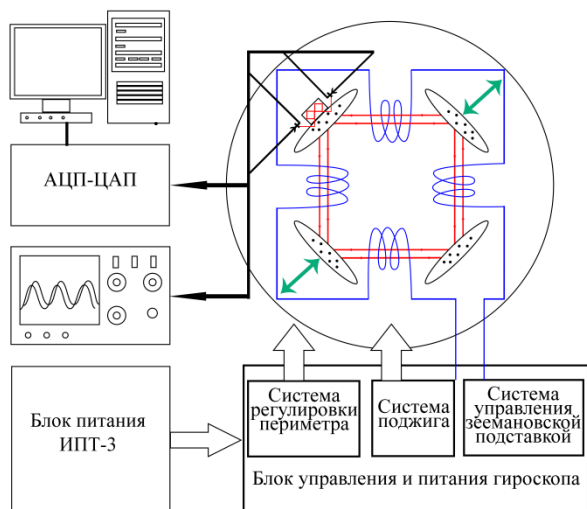 АЦП-ЦАП
Блок питания
ИПТ-3
Система
регулировки
периметра
Система
поджига
Система
управления
зеемановской
подставкой
Блок управления и питания гироскопа